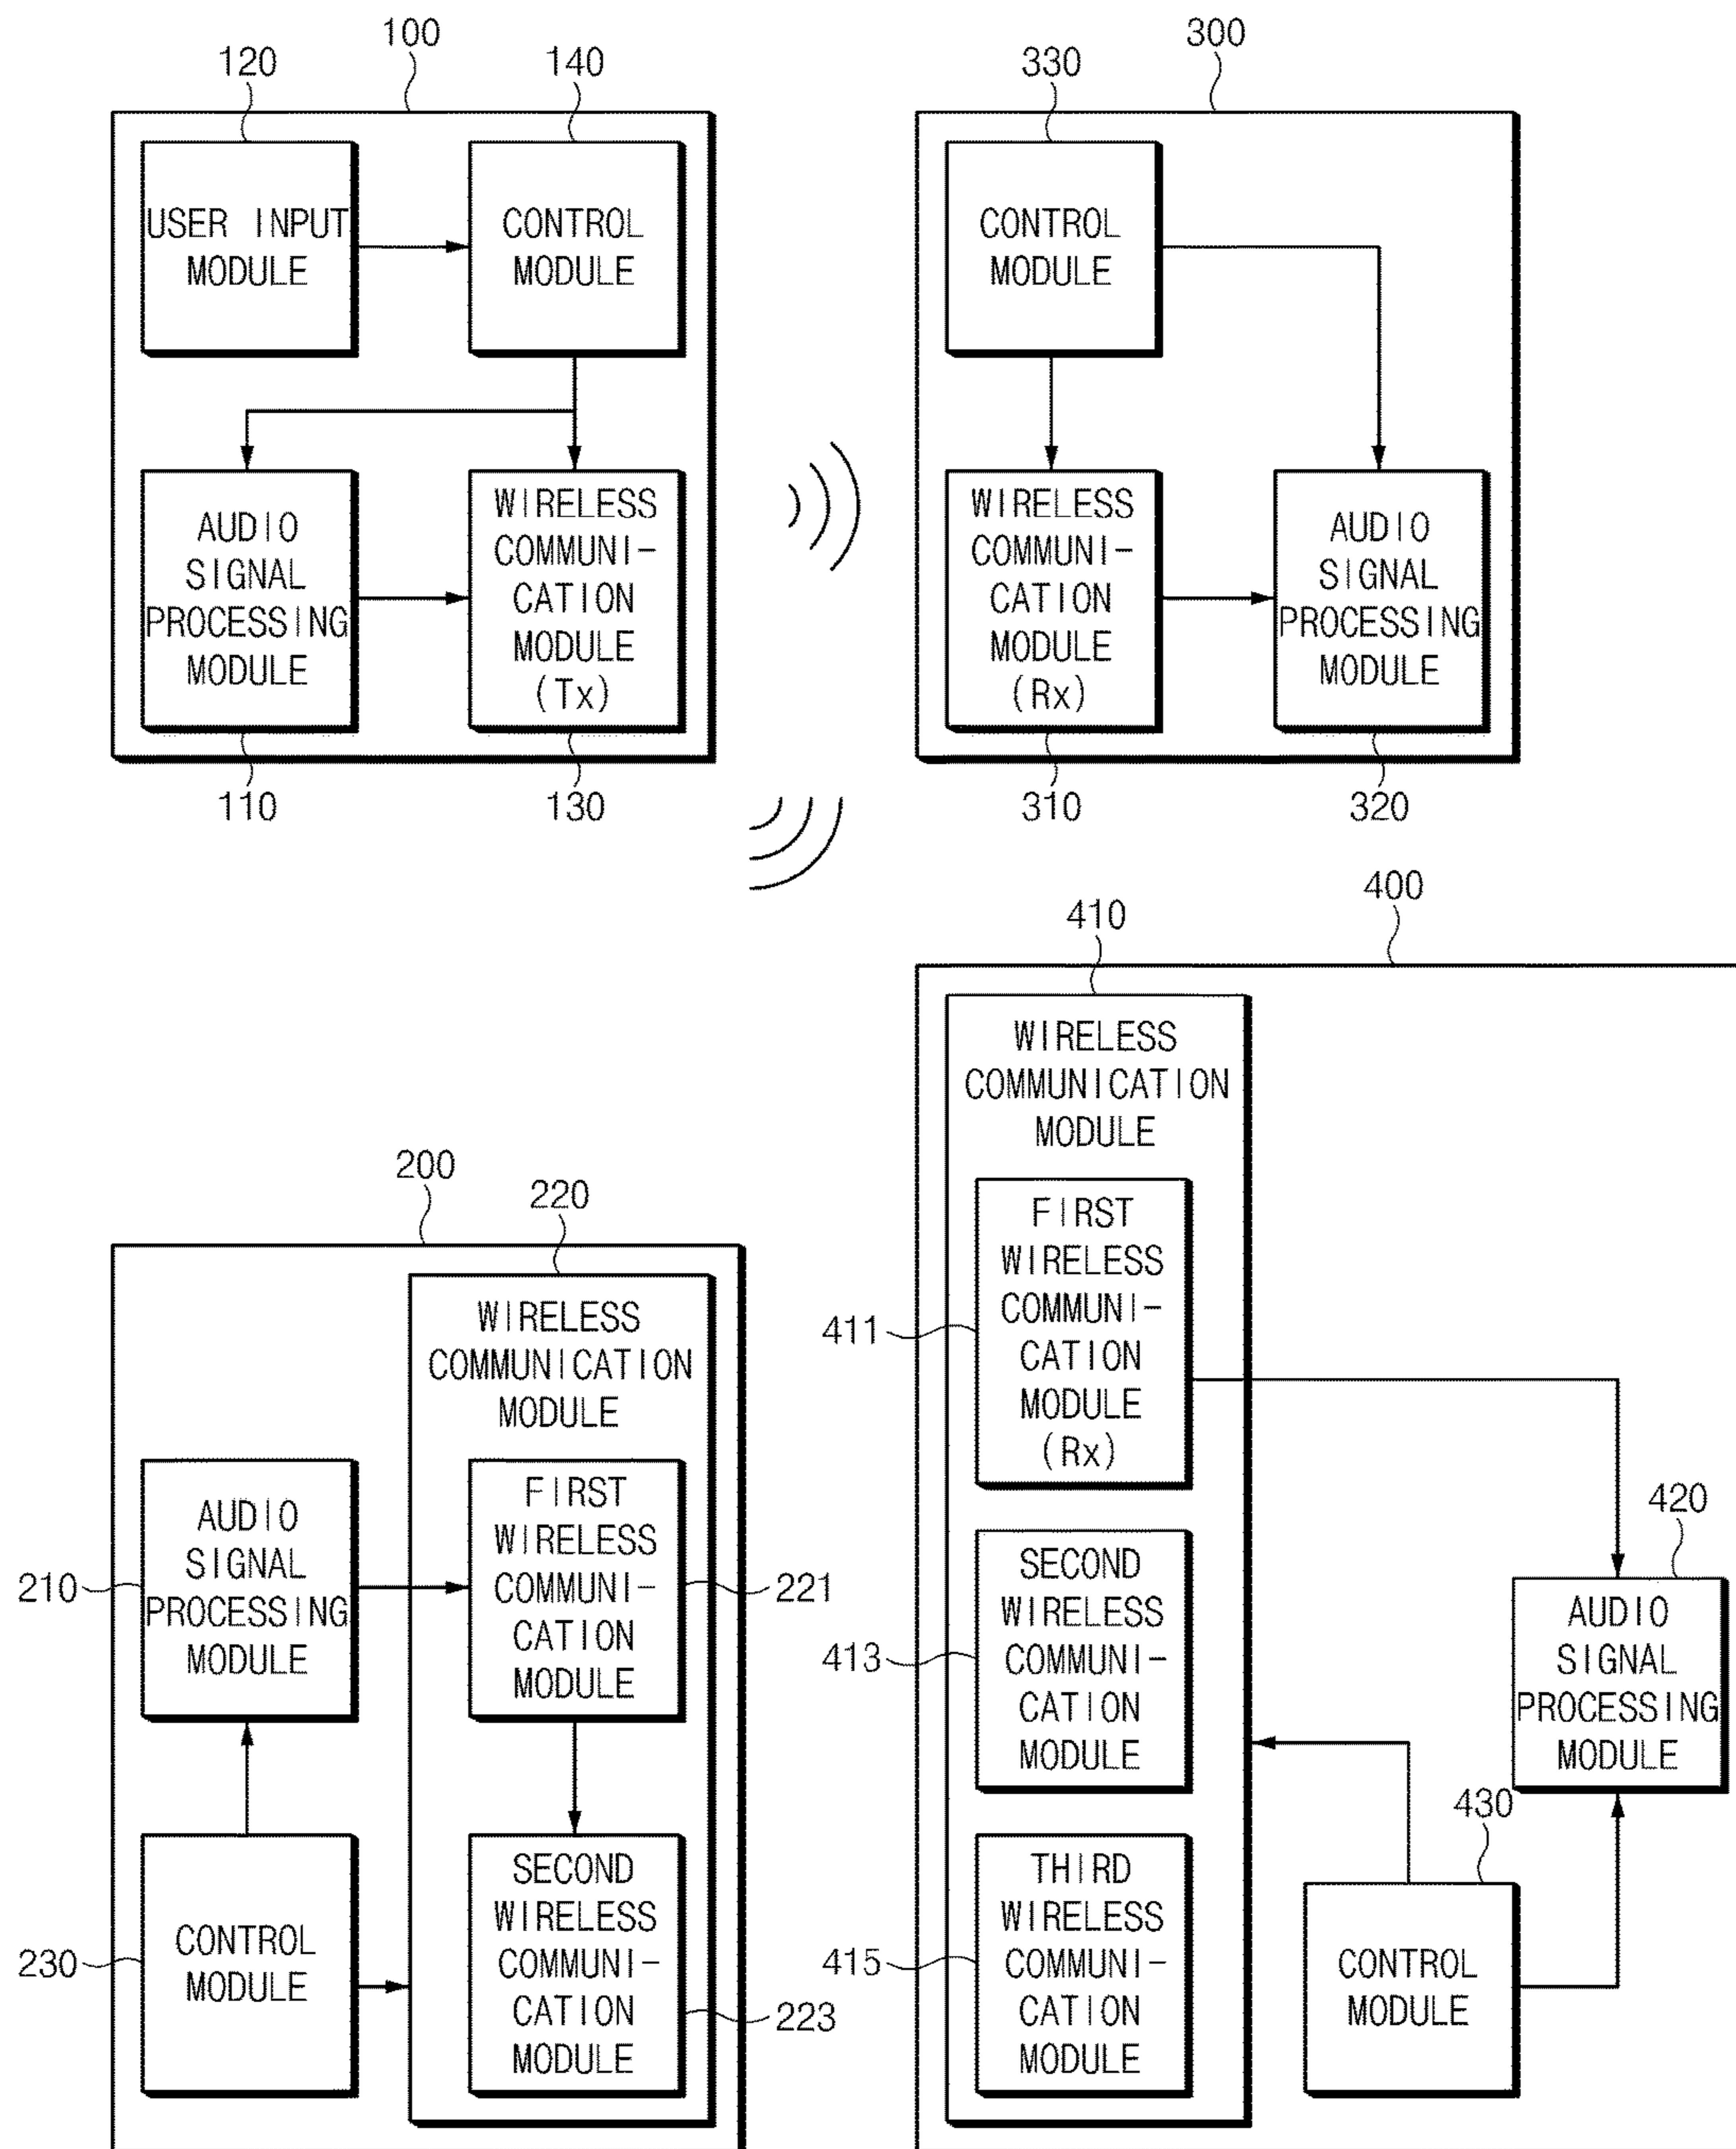 100
120
140
USER INPUT
MODULE
CONTROL
MODULE
AUDIO
SIGNAL
PROCESSING
MODULE
WIRELESS
COMMUNI-
CATION
MODULE
(Tx)
110
130
300
330
CONTROL
MODULE
WIRELESS
COMMUNI-
CATION
MODULE
(Rx)
AUDIO
SIGNAL
PROCESSING
MODULE
310
320
200
220
WIRELESS
COMMUNICATION
MODULE
210
AUDIO
SIGNAL
PROCESSING
MODULE
FIRST
WIRELESS
COMMUNI-
CATION
MODULE
221
230
CONTROL
MODULE
SECOND
WIRELESS
COMMUNI-
CATION
MODULE
223
400
410
WIRELESS
COMMUNICATION
MODULE
411
FIRST
WIRELESS
COMMUNI-
CATION
MODULE
(Rx)
413
SECOND
WIRELESS
COMMUNI-
CATION
MODULE
420
AUDIO
SIGNAL
PROCESSING
MODULE
415
THIRD
WIRELESS
COMMUNI-
CATION
MODULE
430
CONTROL
MODULE